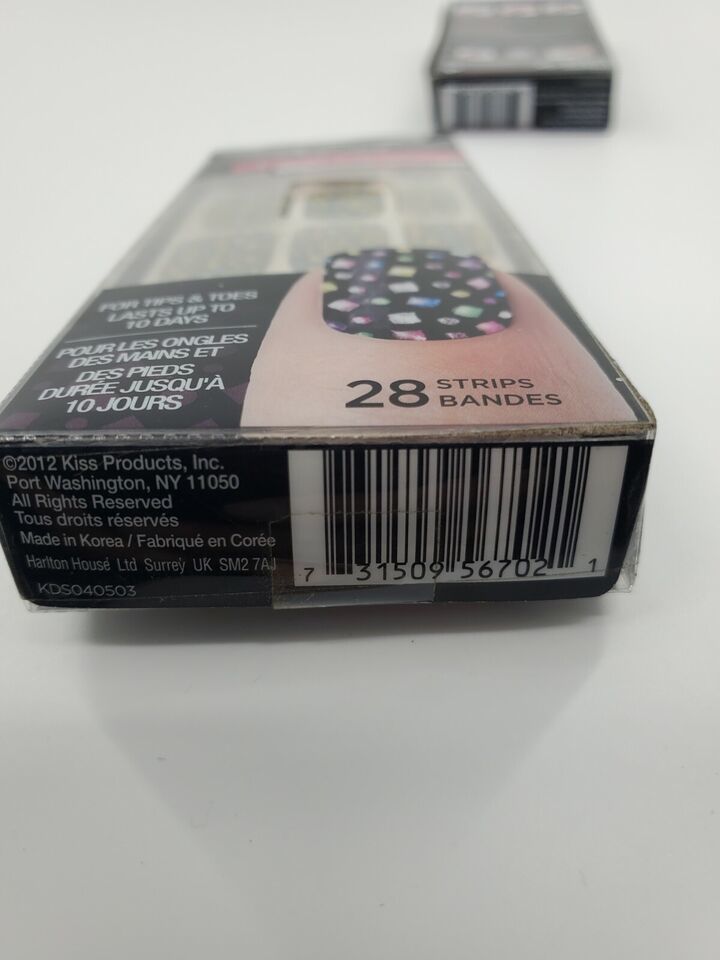 FOR TIPS & TOES
LASTS UP TO
10 DAYS
POUR LES ONGLES
DES MAINS ET
DES PIEDS
DURÉE JUSQU'À
10 JOURS
28 STRIPS
BANDES
©2012 Kiss Products, Inc.
Port Washington, NY 11050
All Rights Reserved
Tous droits réservés
Made in Korea / Fabriqué en Corée
Harlton House Ltd Surrey UK SM2 7AJ
KDS040503
7 31509 56702 1